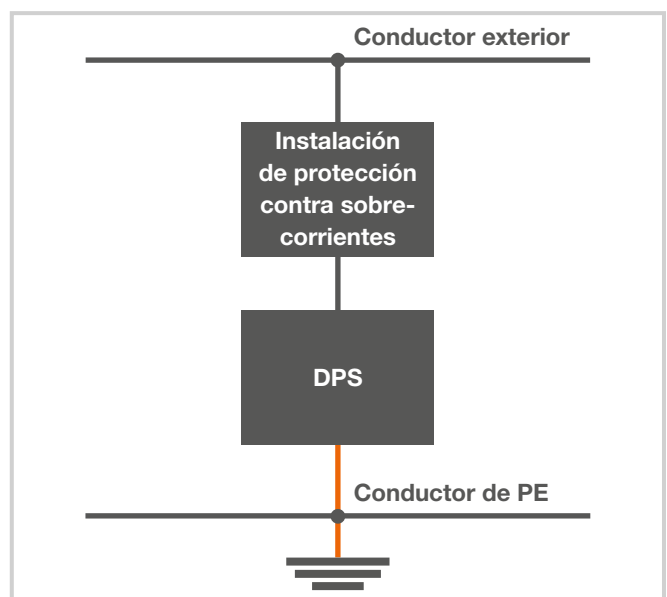 Conductor exterior
Instalación
de protección
contra sobre-
corrientes
DPS
Conductor de PE